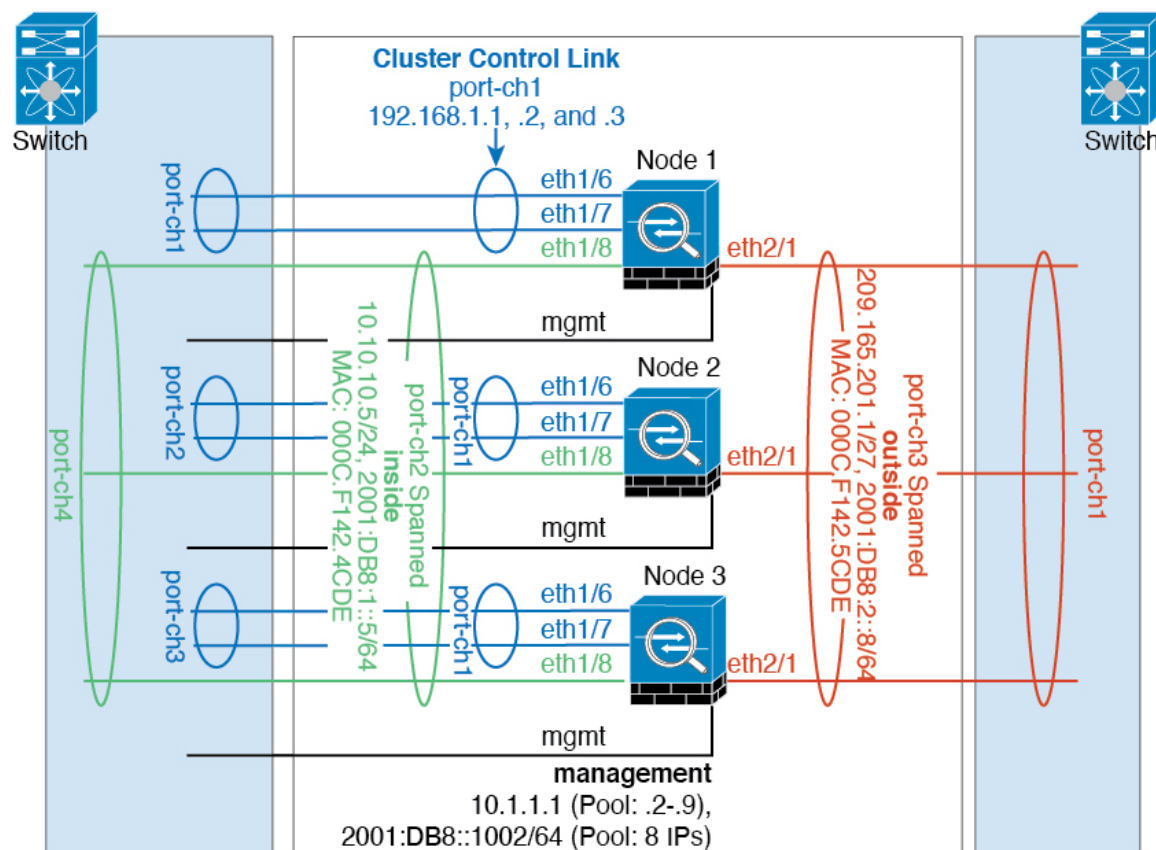 Switch
Switch
Cluster Control Link
port-ch1
192.168.1.1, .2, and .3
Node 1
port-ch1
eth1/6
eth1/7
eth1/8
eth2/1
mgmt
Node 2
port-ch2
port-ch1
eth1/6
eth1/7
eth1/8
eth2/1
mgmt
Node 3
port-ch3
port-ch1
eth1/6
eth1/7
eth1/8
eth2/1
mgmt
port-ch4
port-ch2 Spanned
inside
10.10.10.5/24, 2001:DB8:1::5/64
MAC: 000C.F142.4CDE
port-ch3 Spanned
outside
209.165.201.1/27, 2001:DB8:2::8/64
MAC: 000C.F142.5CDE
port-ch1
management
10.1.1.1 (Pool: .2-.9),
2001:DB8::1002/64 (Pool: 8 IPs)